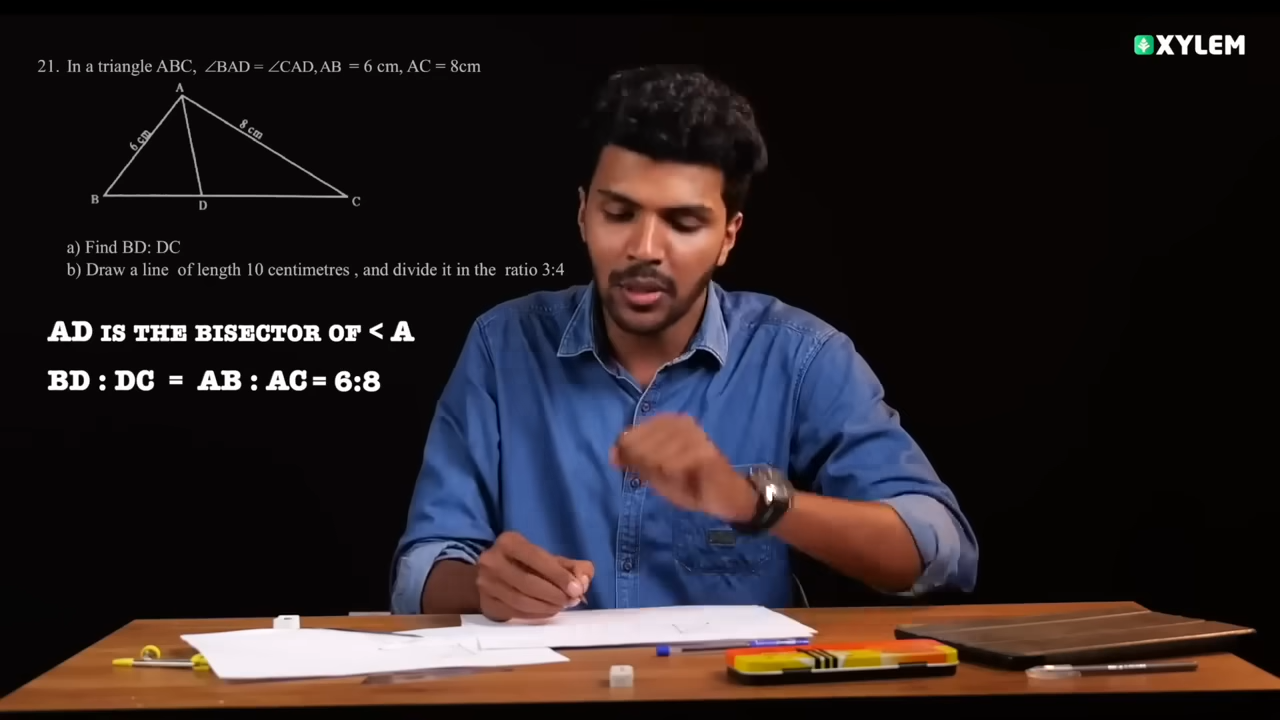 XYLEM
21. In a triangle ABC, ∠BAD = ∠CAD, AB = 6 cm, AC = 8cm
A
6 cm
8 cm
B
D
C
a) Find BD: DC
b) Draw a line of length 10 centimetres , and divide it in the ratio 3:4
AD IS THE BISECTOR OF < A
BD : DC = AB : AC = 6:8